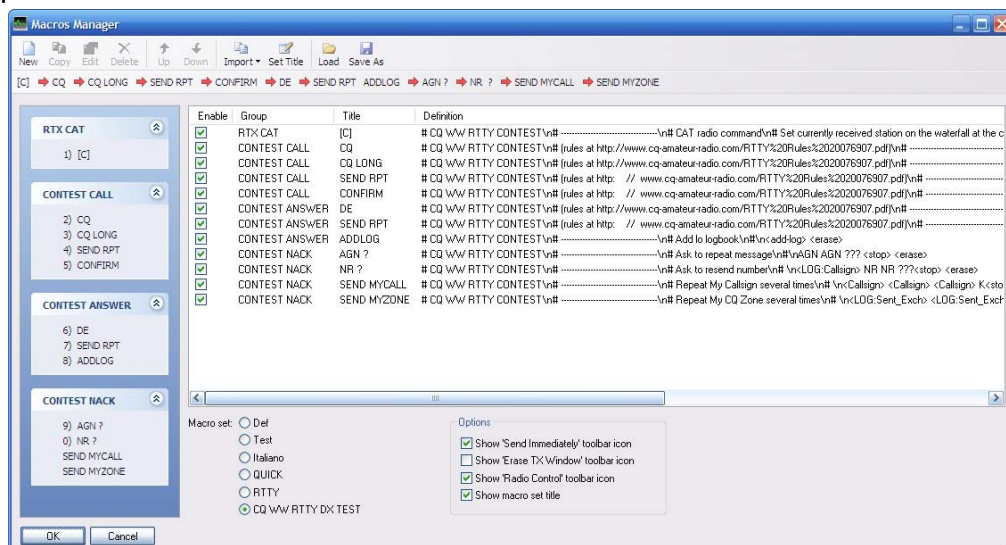 Macros Manager
New Copy Edit Delete Up Down Import Set Title Load Save As
[C] CQ CQ LONG SEND RPT CONFIRM DE SEND RPT ADDLOG AGN ? NR ? SEND MYCALL SEND MYZONE
RTX CAT
1) [C]
CONTEST CALL
2) CQ
3) CQ LONG
4) SEND RPT
5) CONFIRM
CONTEST ANSWER
6) DE
7) SEND RPT
8) ADDLOG
CONTEST NACK
9) AGN ?
0) NR ?
SEND MYCALL
SEND MYZONE
Enable Group Title Definition
RTX CAT [C] # CQ WW RTTY CONTEST\n# -----------------------------------\n# CAT radio command\n# Set currently received station on the waterfall at the c
CONTEST CALL CQ # CQ WW RTTY CONTEST\n# (rules at http://www.cq-amateur-radio.com/RTTY%20Rules%2020076907.pdf)\n# -----------------------
CONTEST CALL CQ LONG # CQ WW RTTY CONTEST\n# (rules at http://www.cq-amateur-radio.com/RTTY%20Rules%2020076907.pdf)\n# -----------------------
CONTEST CALL SEND RPT # CQ WW RTTY CONTEST\n# (rules at http: // www.cq-amateur-radio.com/RTTY%20Rules%2020076907.pdf)\n# -----------------------
CONTEST CALL CONFIRM # CQ WW RTTY CONTEST\n# (rules at http: // www.cq-amateur-radio.com/RTTY%20Rules%2020076907.pdf)\n# -----------------------
CONTEST ANSWER DE # CQ WW RTTY CONTEST\n# (rules at http://www.cq-amateur-radio.com/RTTY%20Rules%2020076907.pdf)\n# -----------------------
CONTEST ANSWER SEND RPT # CQ WW RTTY CONTEST\n# (rules at http: // www.cq-amateur-radio.com/RTTY%20Rules%2020076907.pdf)\n# -----------------------
CONTEST ANSWER ADDLOG # CQ WW RTTY CONTEST\n# -----------------------------------\n# Add lo logbook\n#\n<add-log> <erase>
CONTEST NACK AGN ? # CQ WW RTTY CONTEST\n# -----------------------------------\n# Ask to repeat message\n#\nAGN AGN ??? <stop> <erase>
CONTEST NACK NR ? # CQ WW RTTY CONTEST\n# -----------------------------------\n# Ask to resend number\n# \n<LOG:Callsign> NR NR ???<stop> <erase>
CONTEST NACK SEND MYCALL # CQ WW RTTY CONTEST\n# -----------------------------------\n# Repeat My Callsign several times\n# \n<Callsign> <Callsign> <Callsign> K<sto
CONTEST NACK SEND MYZONE # CQ WW RTTY CONTEST\n# -----------------------------------\n# Repeat My CQ Zone several times\n# \n<LOG:Sent_Exch> <LOG:Sent_Exch
Macro set: Def
Test
Italiano
QUICK
RTTY
CQ WW RTTY DX TEST
Options
Show 'Send Immediately' toolbar icon
Show 'Erase TX Window' toolbar icon
Show 'Radio Control' toolbar icon
Show macro set title
OK Cancel